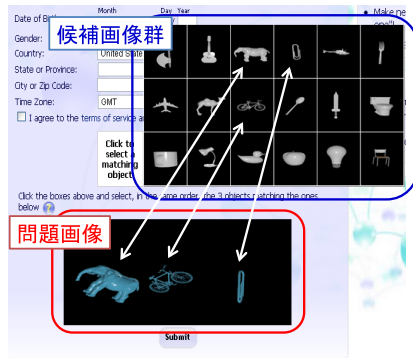 Month Day Year
Date of Bi
Gender:
Country:
United State
State or Province:
City or Zip Code:
Time Zone:
GMT
I agree to the terms of service a
候補画像群
Make ne
Click to
select a
matching
object
Click the boxes above and select, in the same order, the 3 objects matching the ones
below
問題画像
Submit